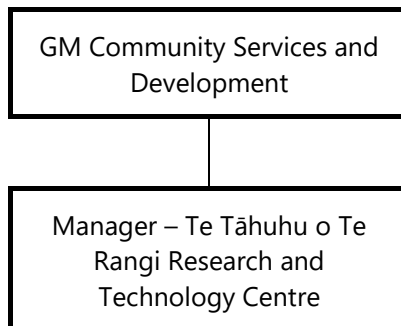 GM Community Services and
Development
Manager – Te Tāhuhu o Te
Rangi Research and
Technology Centre